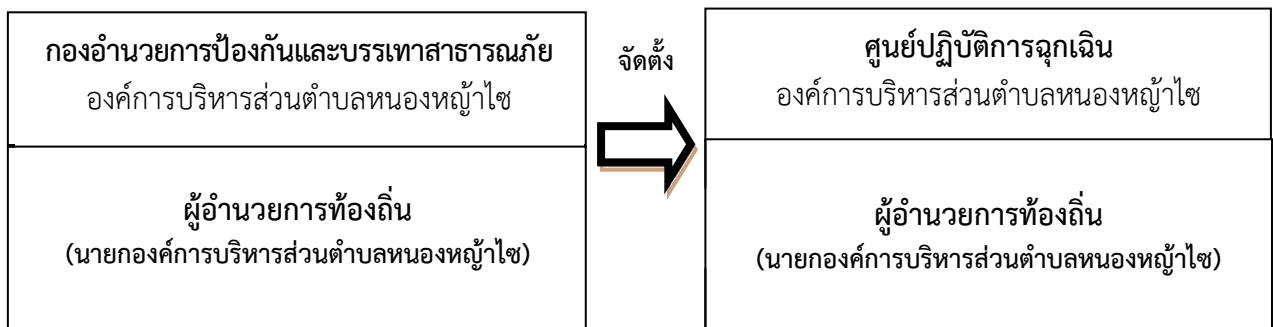 กองอำนวยการป้องกันและบรรเทาสาธารณภัย
องค์การบริหารส่วนตำบลหนองหญ้าไซ
ผู้อำนวยการท้องถิ่น
(นายกองค์การบริหารส่วนตำบลหนองหญ้าไซ)
จัดตั้ง
ศูนย์ปฏิบัติการฉุกเฉิน
องค์การบริหารส่วนตำบลหนองหญ้าไซ
ผู้อำนวยการท้องถิ่น
(นายกองค์การบริหารส่วนตำบลหนองหญ้าไซ)